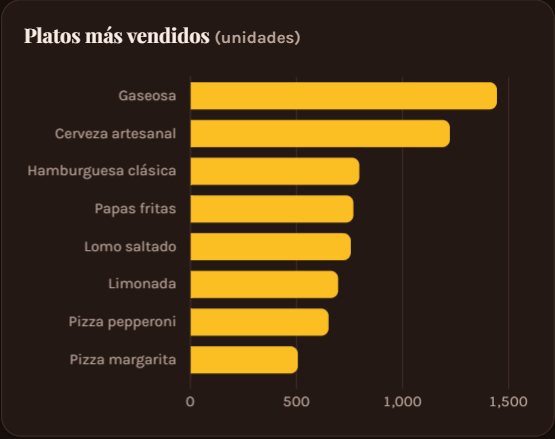 Platos más vendidos (unidades)
Gaseosa
Cerveza artesanal
Hamburguesa clásica
Papas fritas
Lomo saltado
Limonada
Pizza pepperoni
Pizza margarita
0 500 1,000 1,500